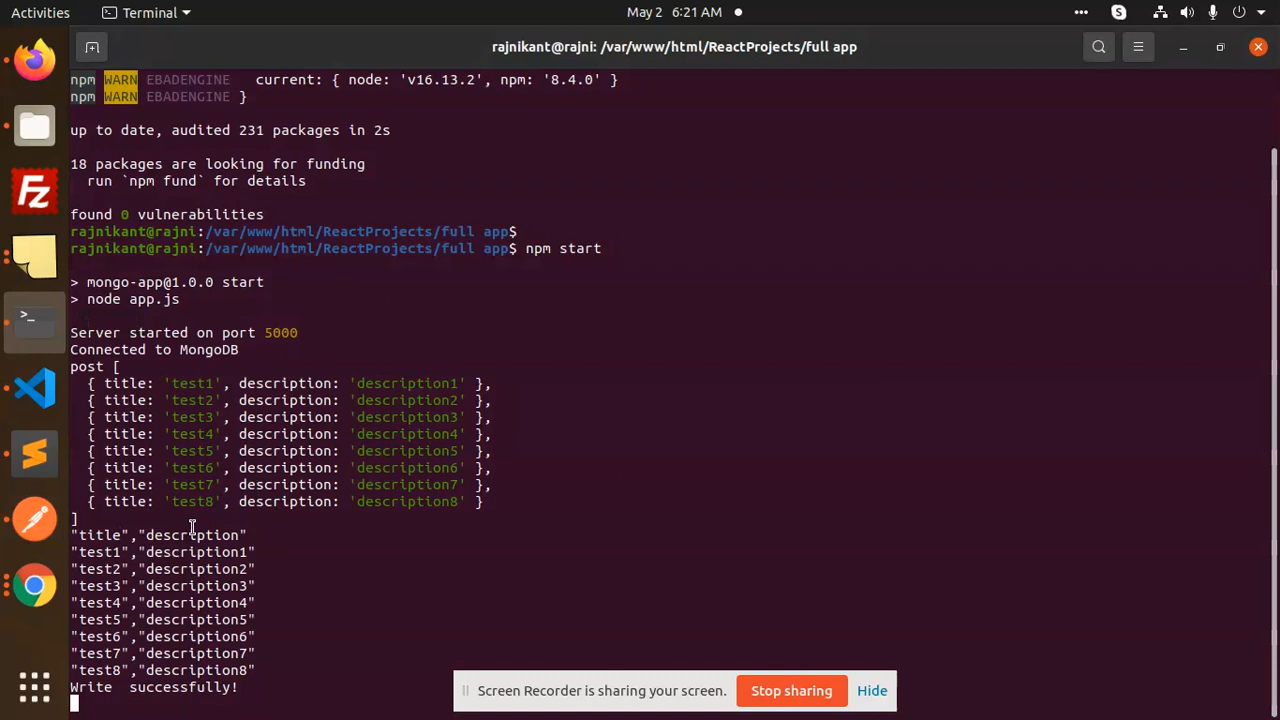 Activities Terminal May 2 6:21 AM
rajnikant@rajni: /var/www/html/ReactProjects/full app
npm WARN EBADENGINE   current: { node: 'v16.13.2', npm: '8.4.0' }
npm WARN EBADENGINE }
up to date, audited 231 packages in 2s
18 packages are looking for funding
  run `npm fund` for details
found 0 vulnerabilities
rajnikant@rajni:/var/www/html/ReactProjects/full app$
rajnikant@rajni:/var/www/html/ReactProjects/full app$ npm start
> mongo-app@1.0.0 start
> node app.js
Server started on port 5000
Connected to MongoDB
post [
  { title: 'test1', description: 'description1' },
  { title: 'test2', description: 'description2' },
  { title: 'test3', description: 'description3' },
  { title: 'test4', description: 'description4' },
  { title: 'test5', description: 'description5' },
  { title: 'test6', description: 'description6' },
  { title: 'test7', description: 'description7' },
  { title: 'test8', description: 'description8' }
]
"title","description"
"test1","description1"
"test2","description2"
"test3","description3"
"test4","description4"
"test5","description5"
"test6","description6"
"test7","description7"
"test8","description8"
Write  successfully!
Screen Recorder is sharing your screen. Stop sharing Hide